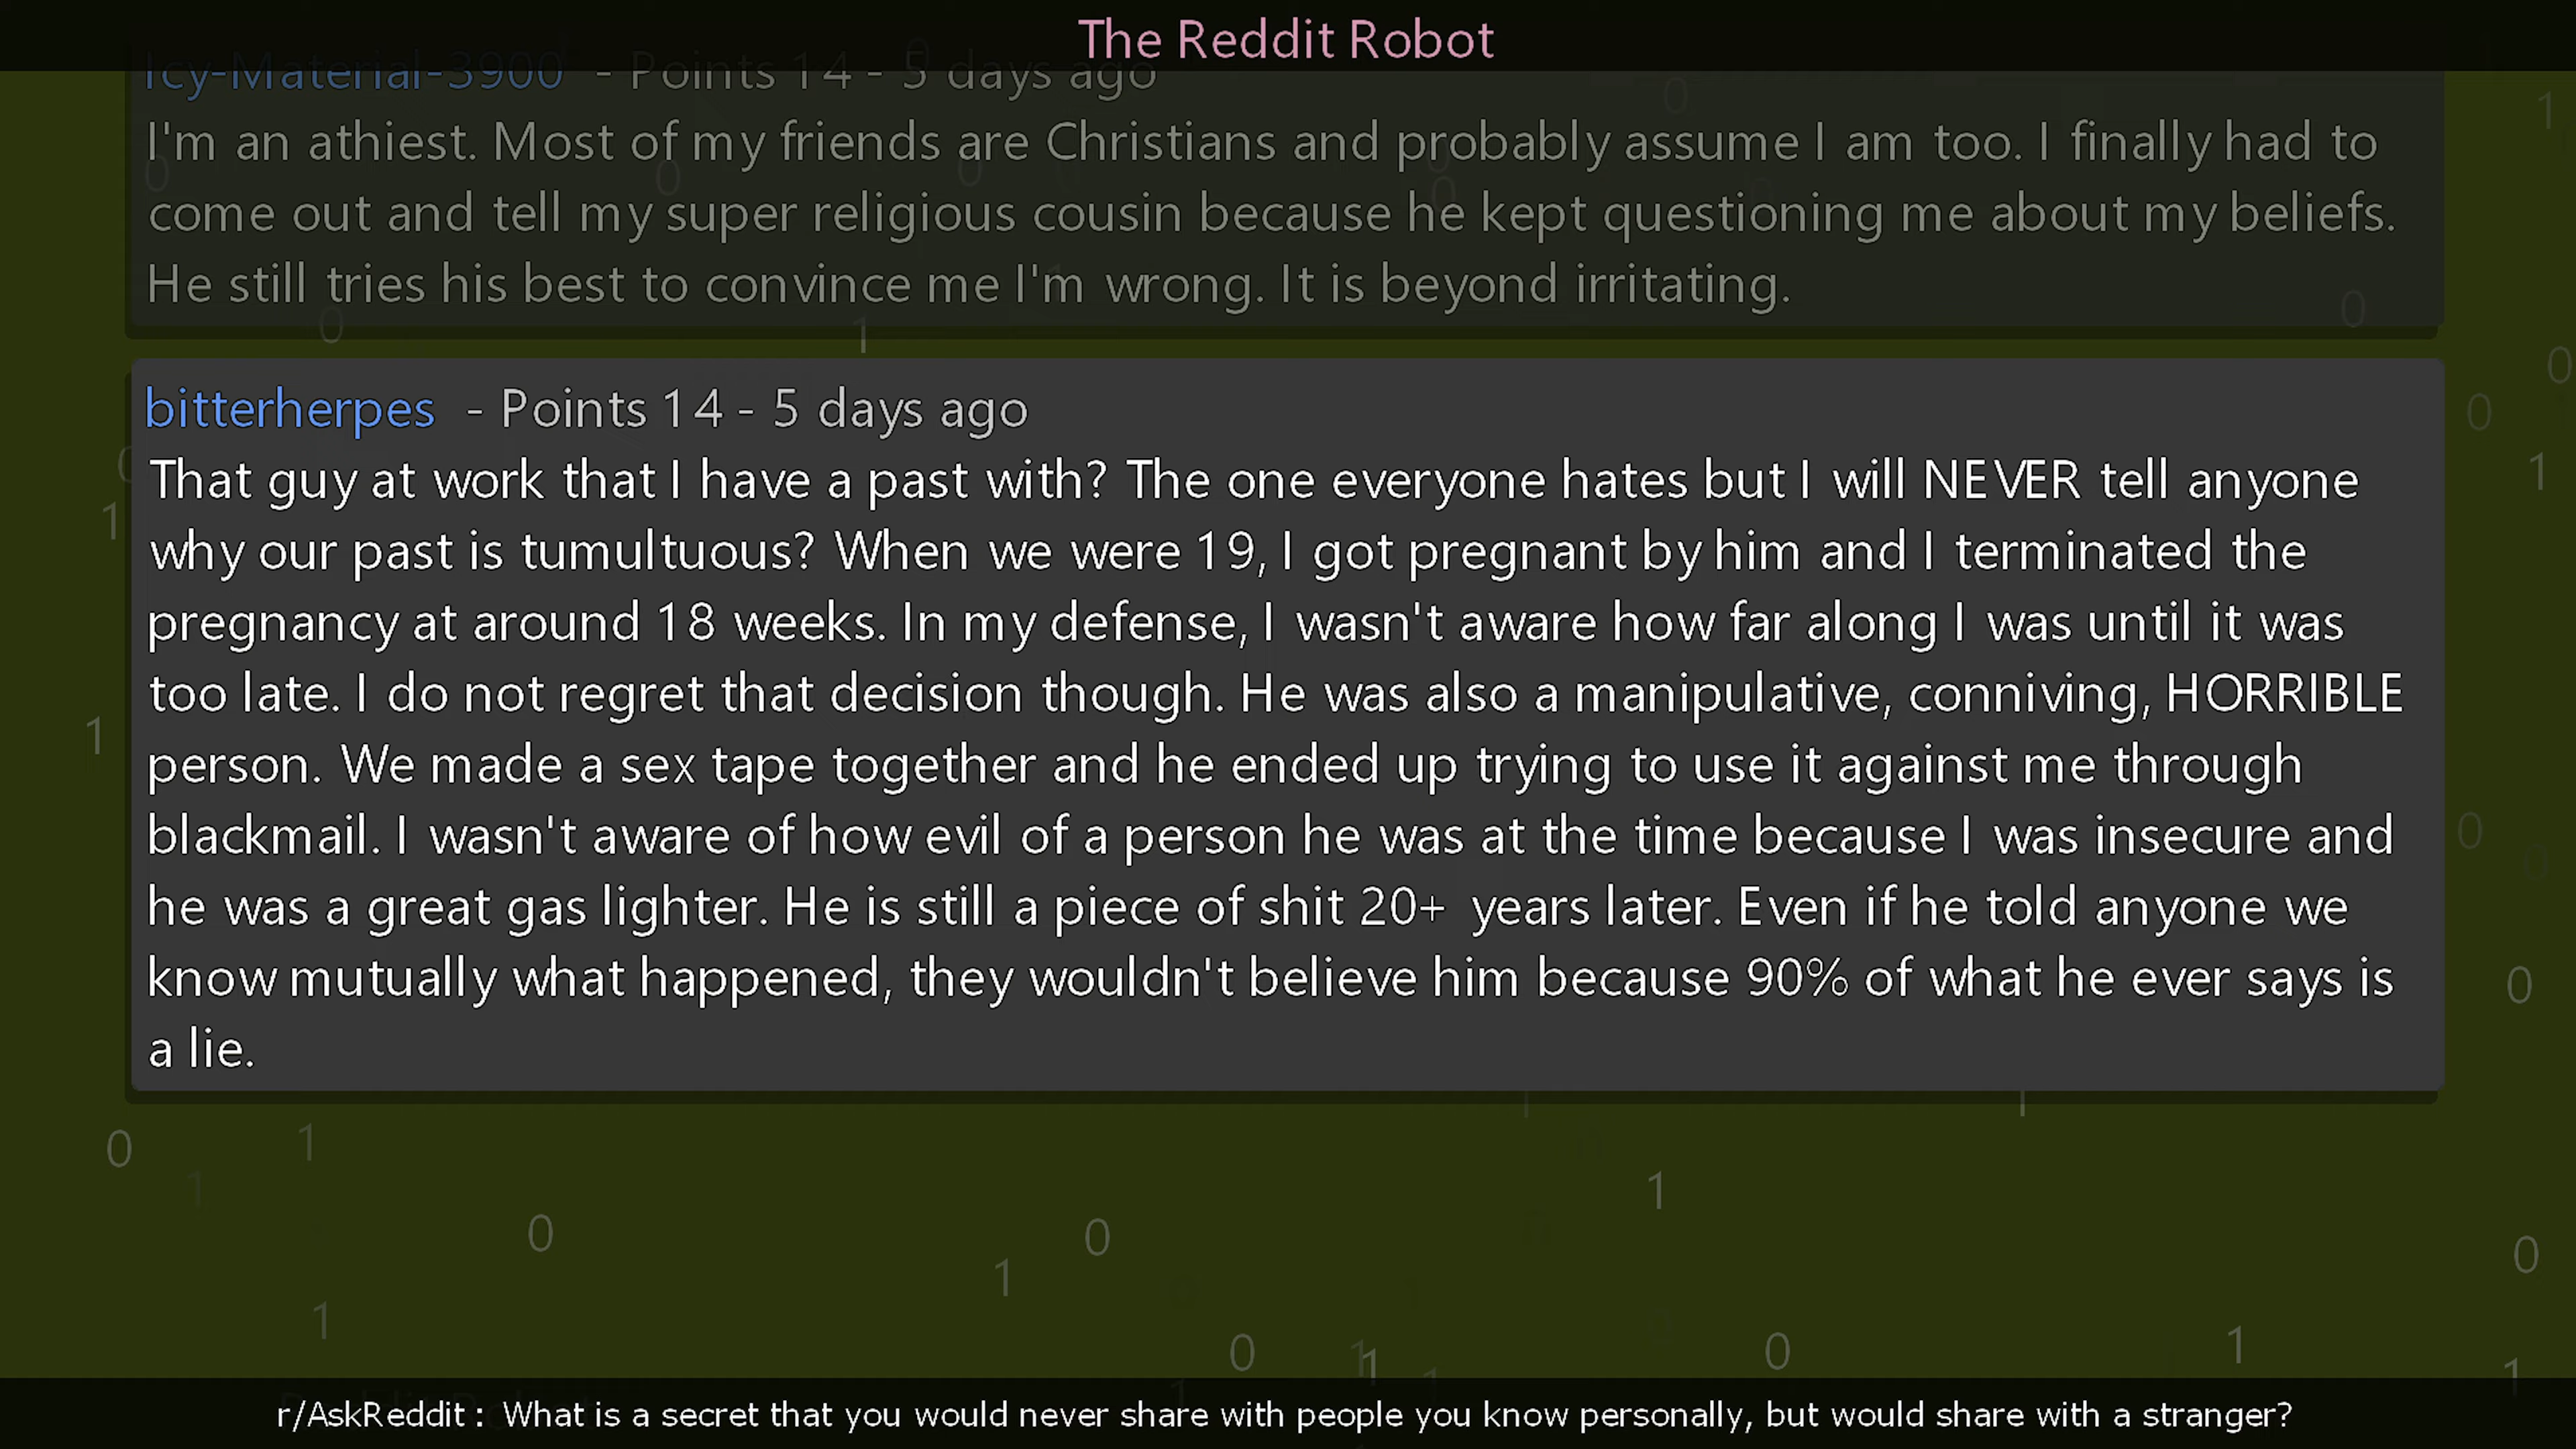 The Reddit Robot
Icy-Material-3900 - Points 14 - 5 days ago
I'm an athiest. Most of my friends are Christians and probably assume I am too. I finally had to
come out and tell my super religious cousin because he kept questioning me about my beliefs.
He still tries his best to convince me I'm wrong. It is beyond irritating.
bitterherpes - Points 14 - 5 days ago
That guy at work that I have a past with? The one everyone hates but I will NEVER tell anyone
why our past is tumultuous? When we were 19, I got pregnant by him and I terminated the
pregnancy at around 18 weeks. In my defense, I wasn't aware how far along I was until it was
too late. I do not regret that decision though. He was also a manipulative, conniving, HORRIBLE
person. We made a sex tape together and he ended up trying to use it against me through
blackmail. I wasn't aware of how evil of a person he was at the time because I was insecure and
he was a great gas lighter. He is still a piece of shit 20+ years later. Even if he told anyone we
know mutually what happened, they wouldn't believe him because 90% of what he ever says is
a lie.
r/AskReddit : What is a secret that you would never share with people you know personally, but would share with a stranger?